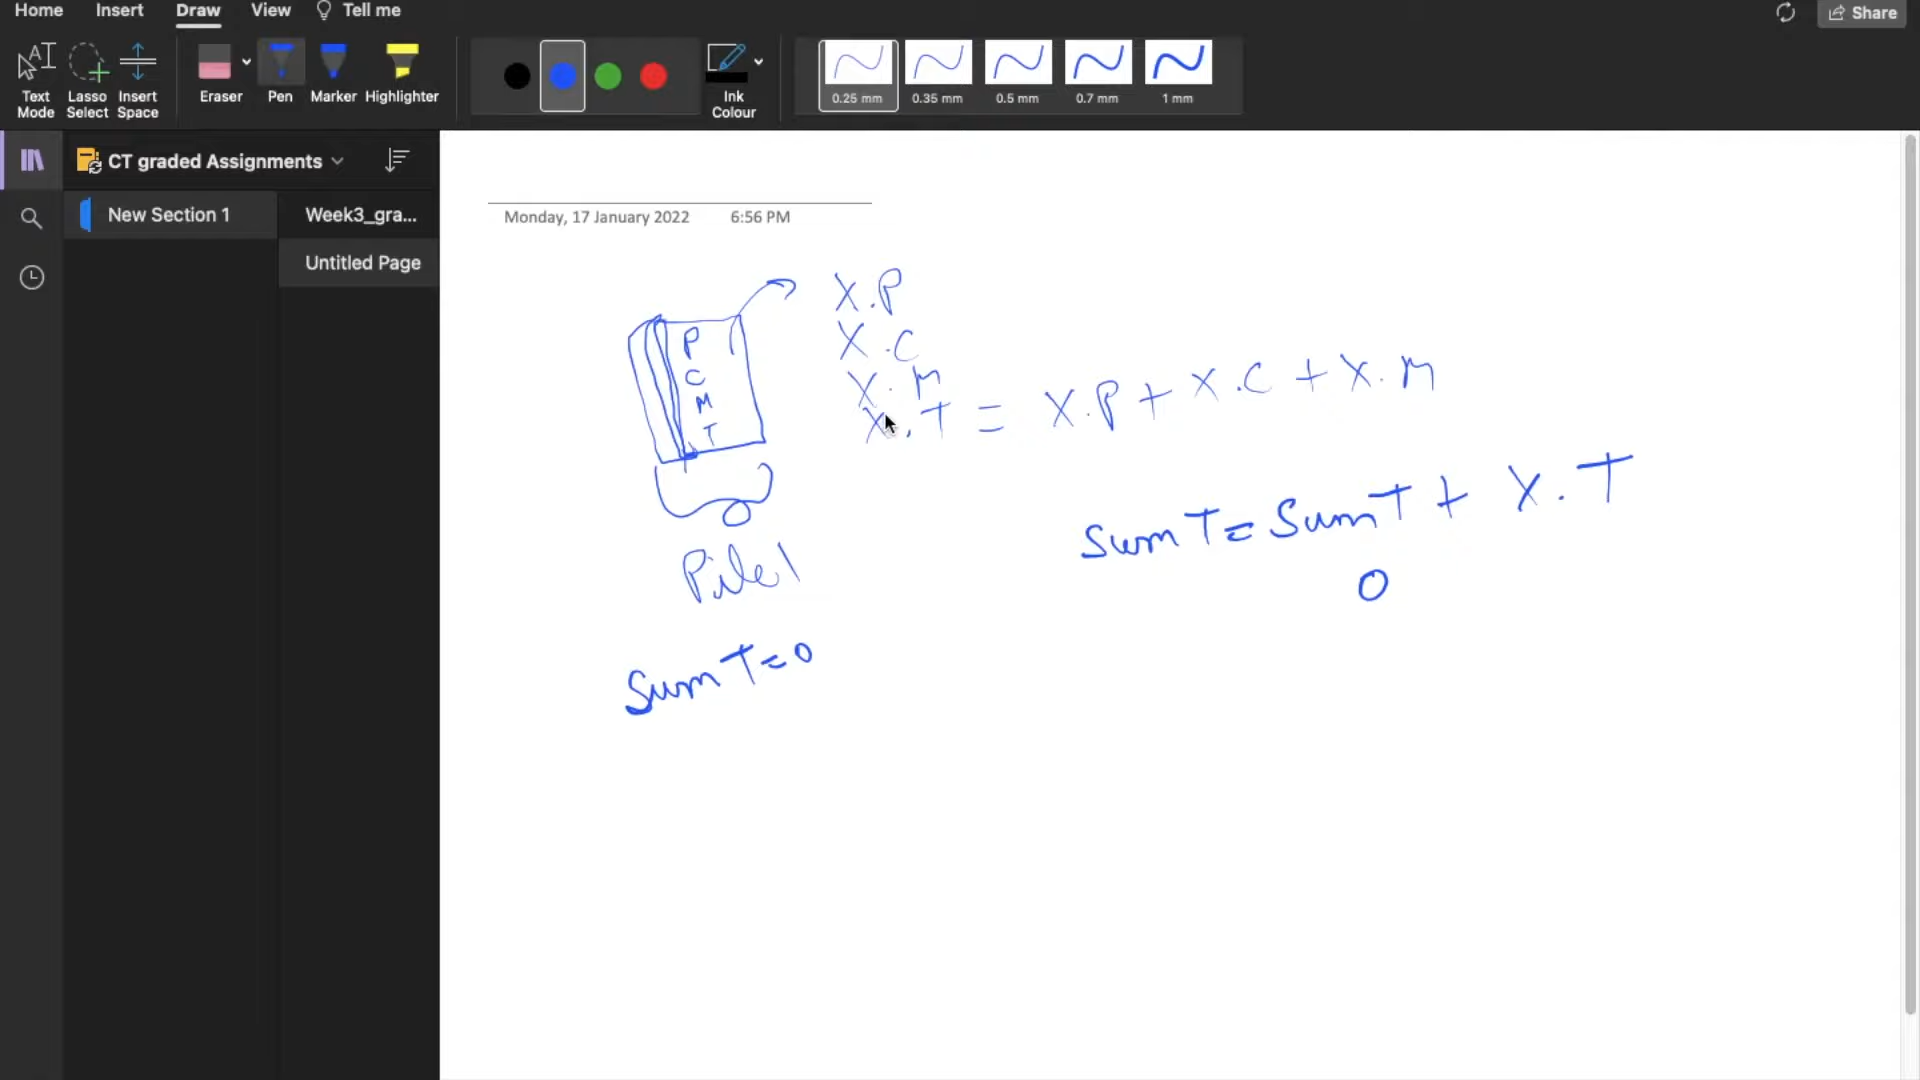 Home Insert Draw View Tell me Share
Text Mode Lasso Select Insert Space Eraser Pen Marker Highlighter Ink Colour 0.25 mm 0.35 mm 0.5 mm 0.7 mm 1 mm
CT graded Assignments
New Section 1 Week3_gra...
Untitled Page
Monday, 17 January 2022 6:56 PM
X.P
P X.C
C X.M
M X.T = X.P + X.C + X.M
T
Sum T = Sum T + X.T
0
Pile 1
Sum T = 0